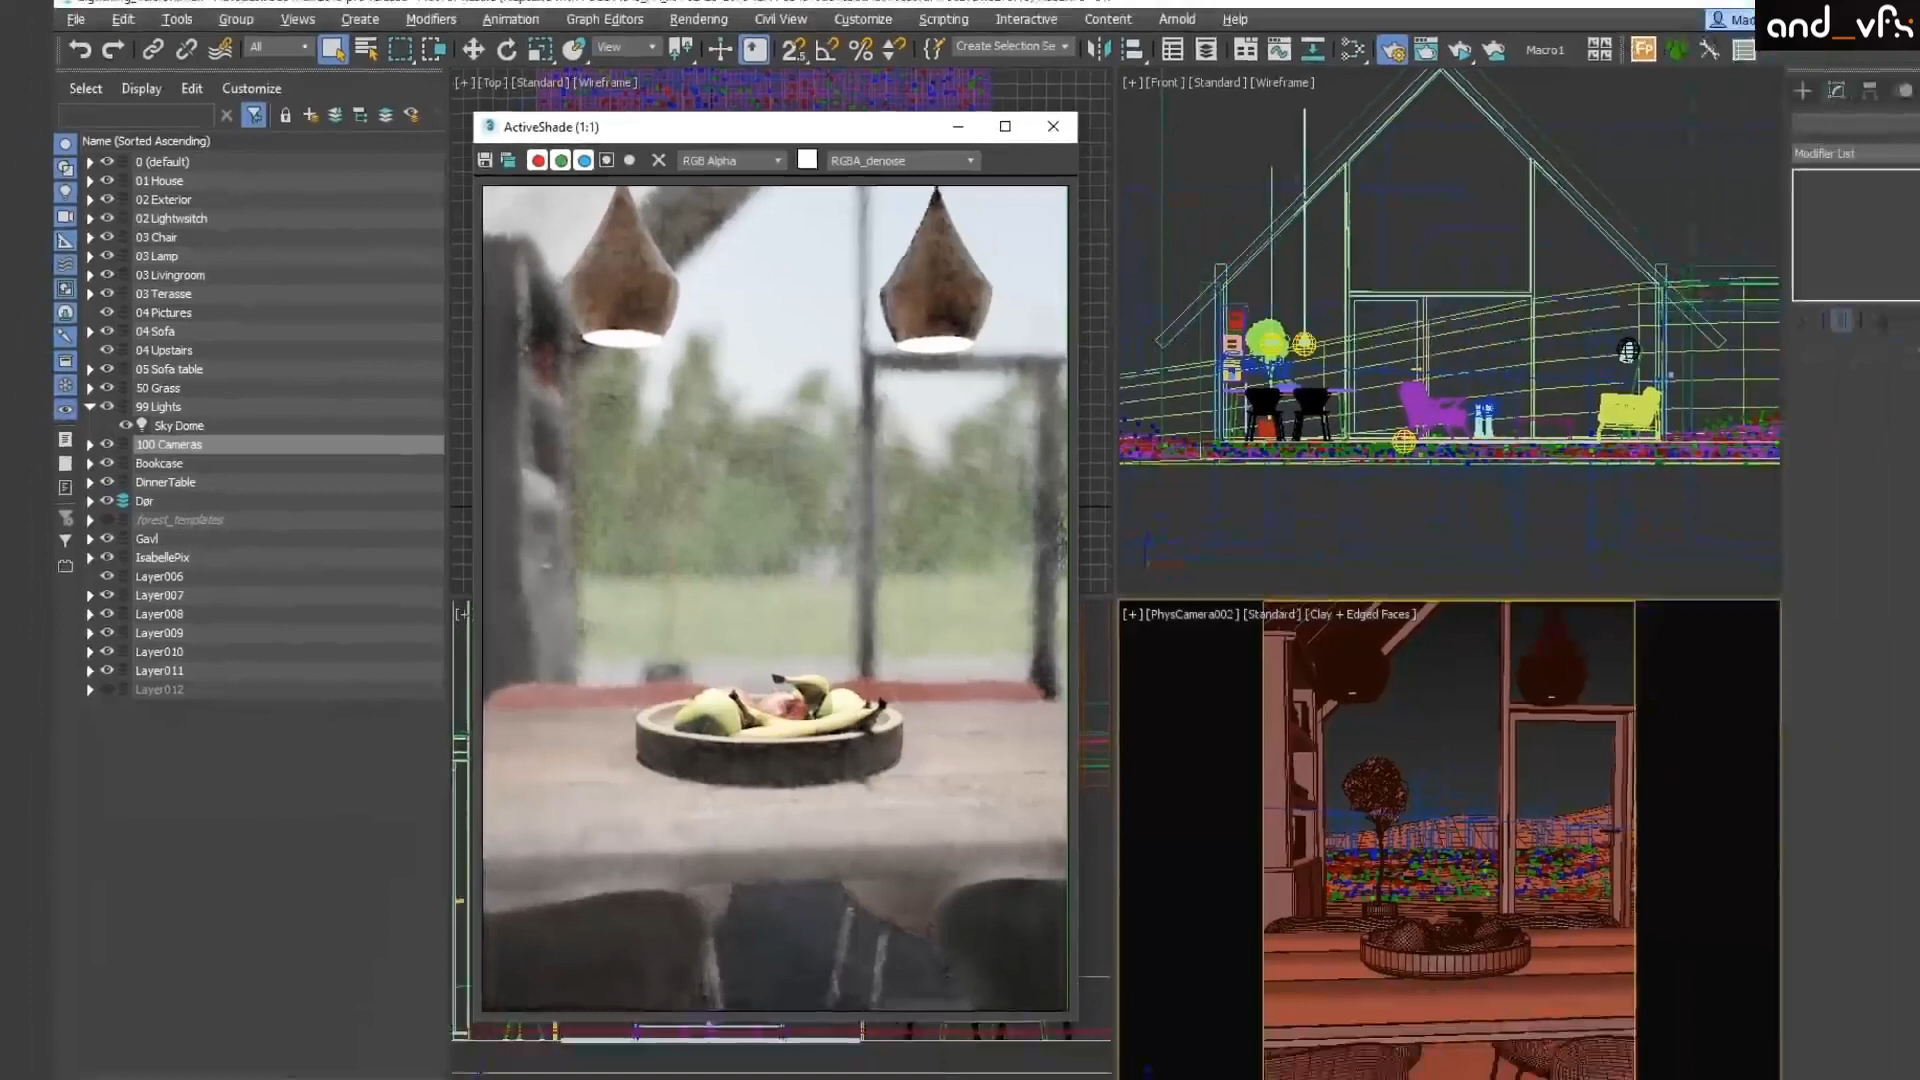 File Edit Tools Group Views Create Modifiers Animation Graph Editors Rendering Civil View Customize Scripting Interactive Content Arnold Help
and_vfx
All
View
Create Selection Se
Macro1
Select Display Edit Customize
Name (Sorted Ascending)
0 (default)
01 House
02 Exterior
02 Lightwsitch
03 Chair
03 Lamp
03 Livingroom
03 Terasse
04 Pictures
04 Sofa
04 Upstairs
05 Sofa table
50 Grass
99 Lights
Sky Dome
100 Cameras
Bookcase
DinnerTable
Dør
forest_templates
Gavl
IsabellePix
Layer006
Layer007
Layer008
Layer009
Layer010
Layer011
Layer012
[+] [Top] [Standard] [Wireframe]
ActiveShade (1:1)
RGB Alpha
RGBA_denoise
[+] [Front] [Standard] [Wireframe]
Modifier List
[+] [PhysCamera002] [Standard] [Clay + Edged Faces]